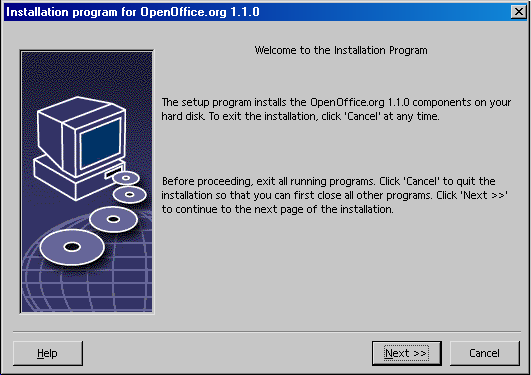 Installation program for OpenOffice.org 1.1.0
Welcome to the Installation Program
The setup program installs the OpenOffice.org 1.1.0 components on your
hard disk. To exit the installation, click 'Cancel' at any time.
Before proceeding, exit all running programs. Click 'Cancel' to quit the
installation so that you can first close all other programs. Click 'Next >>'
to continue to the next page of the installation.
Help
Next >>
Cancel